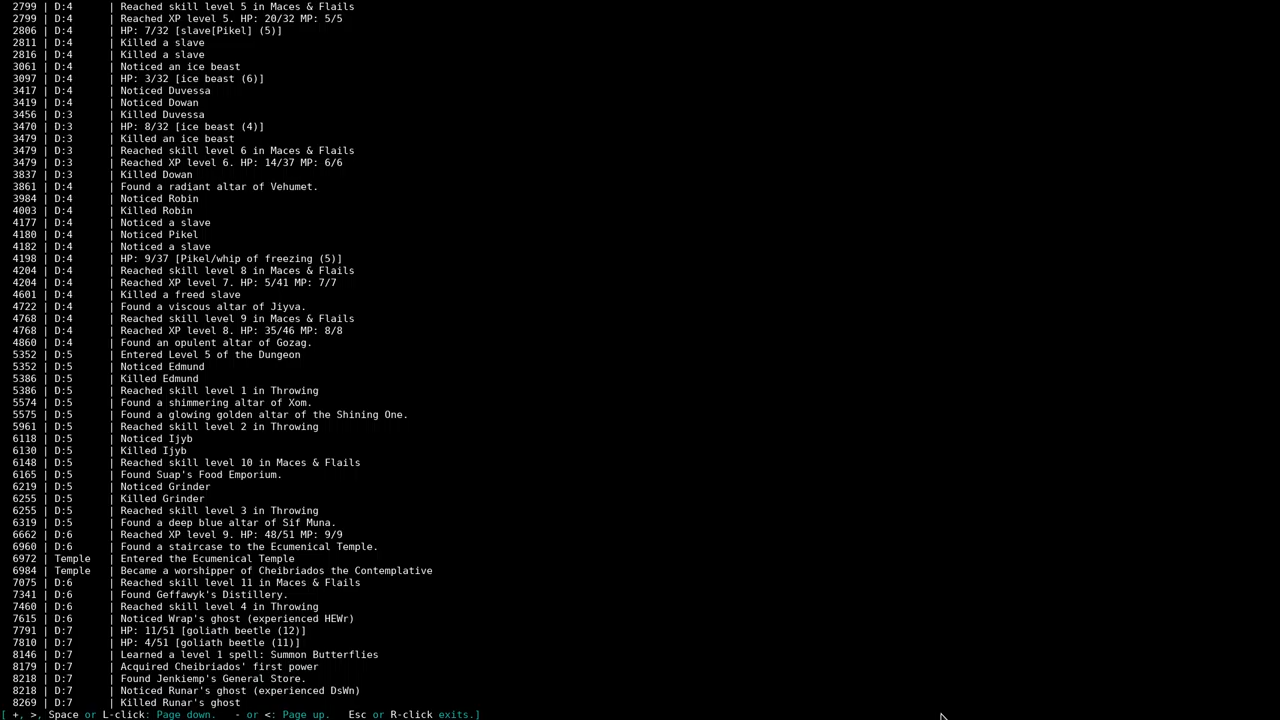 2799 | D:4      | Reached skill level 5 in Maces & Flails
2799 | D:4      | Reached XP level 5. HP: 20/32 MP: 5/5
2806 | D:4      | HP: 7/32 [slave[Pikel] (5)]
2811 | D:4      | Killed a slave
2816 | D:4      | Killed a slave
3061 | D:4      | Noticed an ice beast
3097 | D:4      | HP: 3/32 [ice beast (6)]
3417 | D:4      | Noticed Duvessa
3419 | D:4      | Noticed Dowan
3456 | D:3      | Killed Duvessa
3470 | D:3      | HP: 8/32 [ice beast (4)]
3479 | D:3      | Killed an ice beast
3479 | D:3      | Reached skill level 6 in Maces & Flails
3479 | D:3      | Reached XP level 6. HP: 14/37 MP: 6/6
3837 | D:3      | Killed Dowan
3861 | D:4      | Found a radiant altar of Vehumet.
3984 | D:4      | Noticed Robin
4003 | D:4      | Killed Robin
4177 | D:4      | Noticed a slave
4180 | D:4      | Noticed Pikel
4182 | D:4      | Noticed a slave
4198 | D:4      | HP: 9/37 [Pikel/whip of freezing (5)]
4204 | D:4      | Reached skill level 8 in Maces & Flails
4204 | D:4      | Reached XP level 7. HP: 5/41 MP: 7/7
4601 | D:4      | Killed a freed slave
4722 | D:4      | Found a viscous altar of Jiyva.
4768 | D:4      | Reached skill level 9 in Maces & Flails
4768 | D:4      | Reached XP level 8. HP: 35/46 MP: 8/8
4860 | D:4      | Found an opulent altar of Gozag.
5352 | D:5      | Entered Level 5 of the Dungeon
5352 | D:5      | Noticed Edmund
5386 | D:5      | Killed Edmund
5386 | D:5      | Reached skill level 1 in Throwing
5574 | D:5      | Found a shimmering altar of Xom.
5575 | D:5      | Found a glowing golden altar of the Shining One.
5961 | D:5      | Reached skill level 2 in Throwing
6118 | D:5      | Noticed Ijyb
6130 | D:5      | Killed Ijyb
6148 | D:5      | Reached skill level 10 in Maces & Flails
6165 | D:5      | Found Suap's Food Emporium.
6219 | D:5      | Noticed Grinder
6255 | D:5      | Killed Grinder
6255 | D:5      | Reached skill level 3 in Throwing
6319 | D:5      | Found a deep blue altar of Sif Muna.
6662 | D:6      | Reached XP level 9. HP: 48/51 MP: 9/9
6960 | D:6      | Found a staircase to the Ecumenical Temple.
6972 | Temple   | Entered the Ecumenical Temple
6984 | Temple   | Became a worshipper of Cheibriados the Contemplative
7075 | D:6      | Reached skill level 11 in Maces & Flails
7341 | D:6      | Found Geffawyk's Distillery.
7460 | D:6      | Reached skill level 4 in Throwing
7615 | D:6      | Noticed Wrap's ghost (experienced HEWr)
7791 | D:7      | HP: 11/51 [goliath beetle (12)]
7810 | D:7      | HP: 4/51 [goliath beetle (11)]
8146 | D:7      | Learned a level 1 spell: Summon Butterflies
8179 | D:7      | Acquired Cheibriados' first power
8218 | D:7      | Found Jenkiemp's General Store.
8218 | D:7      | Noticed Runar's ghost (experienced DsWn)
8269 | D:7      | Killed Runar's ghost
[ +, >, Space or L-click: Page down.   - or <: Page up.   Esc or R-click exits.]